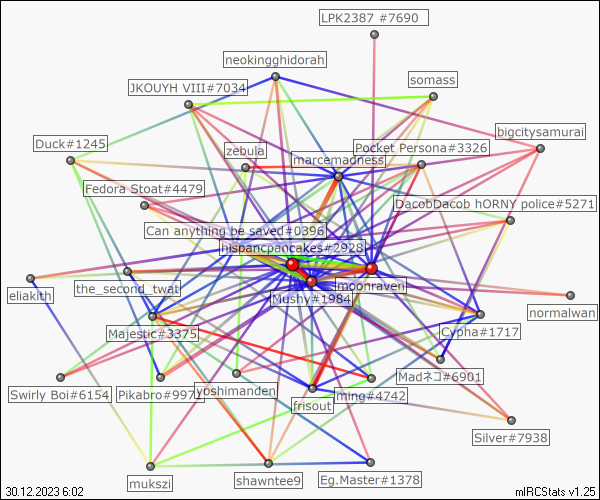 LPK2387 #7690
neokingghidorah
JKOUYH VIII#7034
somass
bigcitysamurai
Duck#1245
zebula
Pocket Persona#3326
marcemadness
Fedora Stoat#4479
DacobDacob hORNY police#5271
Can anything be saved#0396
hispanicpancakes#2928
eliakith
the_second_twat
moonraven
Mushy#1984
normalwan
Majestic#3375
Cypha#1717
Swirly Boi#6154
Pikabro#9971
yoshimanden
ming#4742
Madネコ#6901
frisout
Silver#7938
mukszi
shawntee9
Eg.Master#1378
30.12.2023 6:02
mIRCStats v1.25